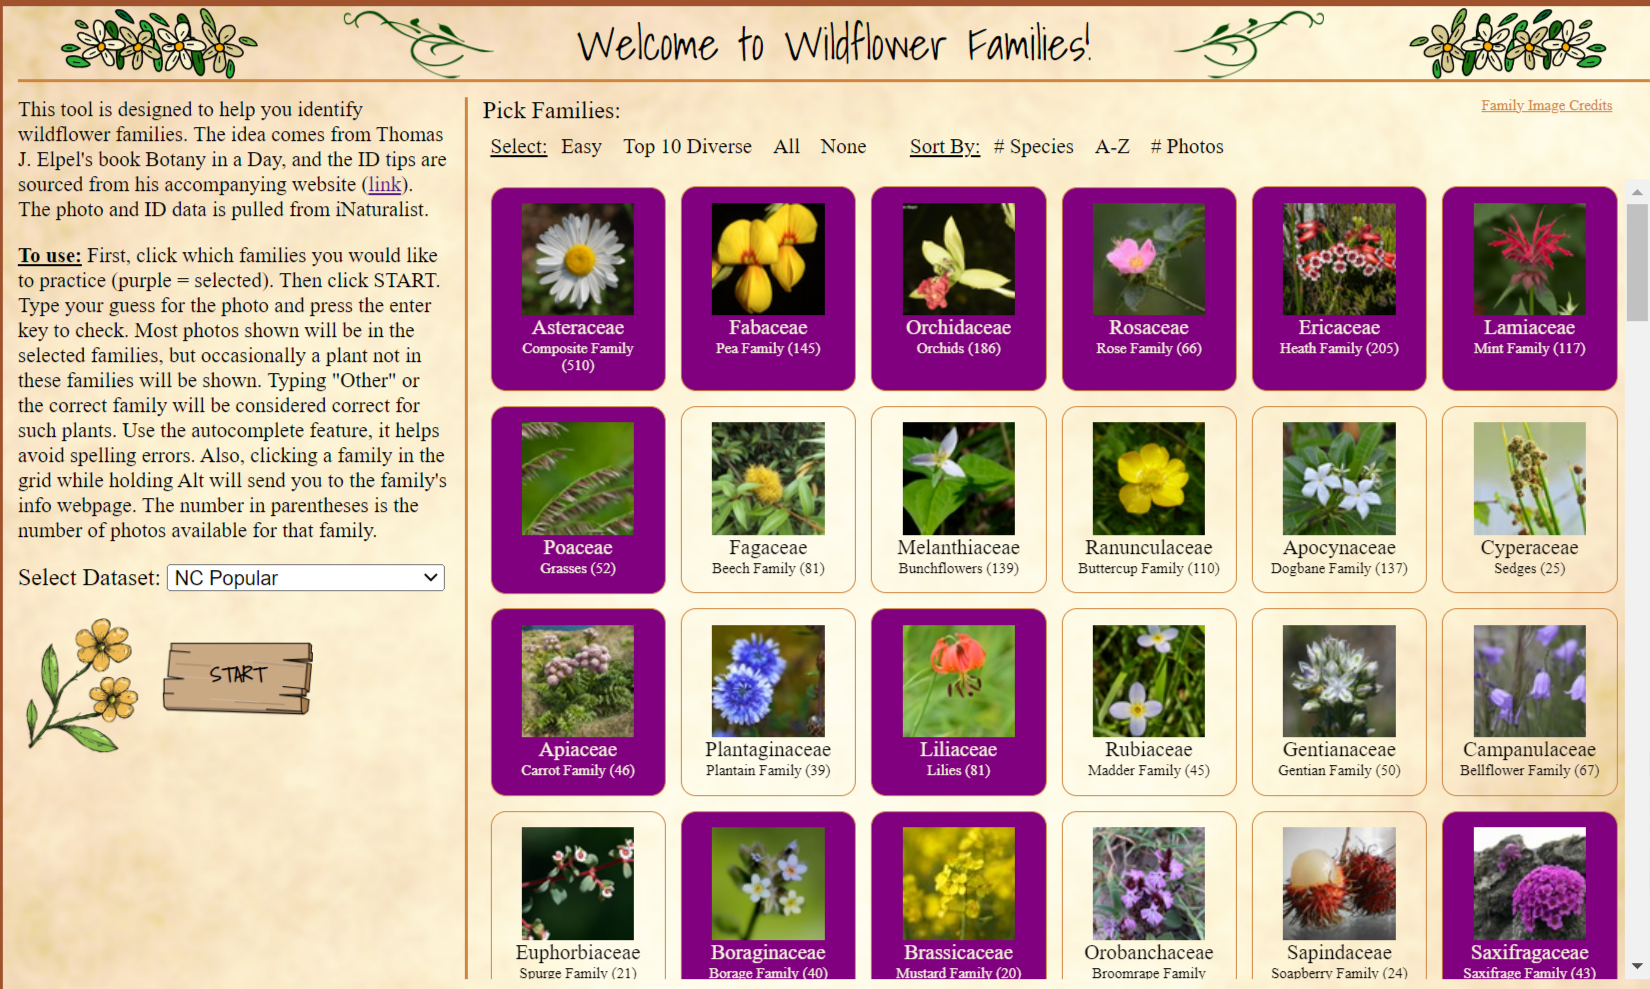 Welcome to Wildflower Families!
This tool is designed to help you identify
wildflower families. The idea comes from Thomas
J. Elpel's book Botany in a Day, and the ID tips are
sourced from his accompanying website (link).
The photo and ID data is pulled from iNaturalist.
To use: First, click which families you would like
to practice (purple = selected). Then click START.
Type your guess for the photo and press the enter
key to check. Most photos shown will be in the
selected families, but occasionally a plant not in
these families will be shown. Typing "Other" or
the correct family will be considered correct for
such plants. Use the autocomplete feature, it helps
avoid spelling errors. Also, clicking a family in the
grid while holding Alt will send you to the family's
info webpage. The number in parentheses is the
number of photos available for that family.
Select Dataset: NC Popular
START
Pick Families:
Family Image Credits
Select: Easy Top 10 Diverse All None Sort By: # Species A-Z # Photos
Asteraceae
Composite Family
(510)
Fabaceae
Pea Family (145)
Orchidaceae
Orchids (186)
Rosaceae
Rose Family (66)
Ericaceae
Heath Family (205)
Lamiaceae
Mint Family (117)
Poaceae
Grasses (52)
Fagaceae
Beech Family (81)
Melanthiaceae
Bunchflowers (139)
Ranunculaceae
Buttercup Family (110)
Apocynaceae
Dogbane Family (137)
Cyperaceae
Sedges (25)
Apiaceae
Carrot Family (46)
Plantaginaceae
Plantain Family (39)
Liliaceae
Lilies (81)
Rubiaceae
Madder Family (45)
Gentianaceae
Gentian Family (50)
Campanulaceae
Bellflower Family (67)
Euphorbiaceae
Spurge Family (21)
Boraginaceae
Borage Family (40)
Brassicaceae
Mustard Family (20)
Orobanchaceae
Broomrape Family
Sapindaceae
Soapberry Family (24)
Saxifragaceae
Saxifrage Family (43)